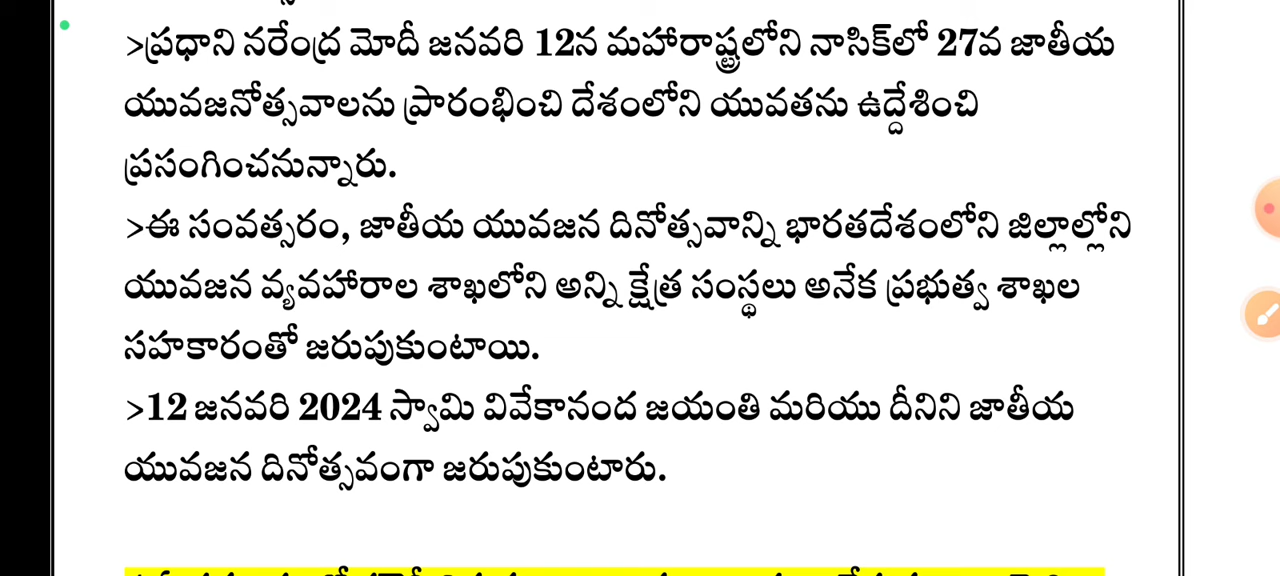 >ప్రధాని నరేంద్ర మోదీ జనవరి 12న మహారాష్ట్రలోని నాసిక్‌లో 27వ జాతీయ
యువజనోత్సవాలను ప్రారంభించి దేశంలోని యువతను ఉద్దేశించి
ప్రసంగించనున్నారు.
>ఈ సంవత్సరం, జాతీయ యువజన దినోత్సవాన్ని భారతదేశంలోని జిల్లాల్లోని
యువజన వ్యవహారాల శాఖలోని అన్ని క్షేత్ర సంస్థలు అనేక ప్రభుత్వ శాఖల
సహకారంతో జరుపుకుంటాయి.
>12 జనవరి 2024 స్వామి వివేకానంద జయంతి మరియు దీనిని జాతీయ
యువజన దినోత్సవంగా జరుపుకుంటారు.